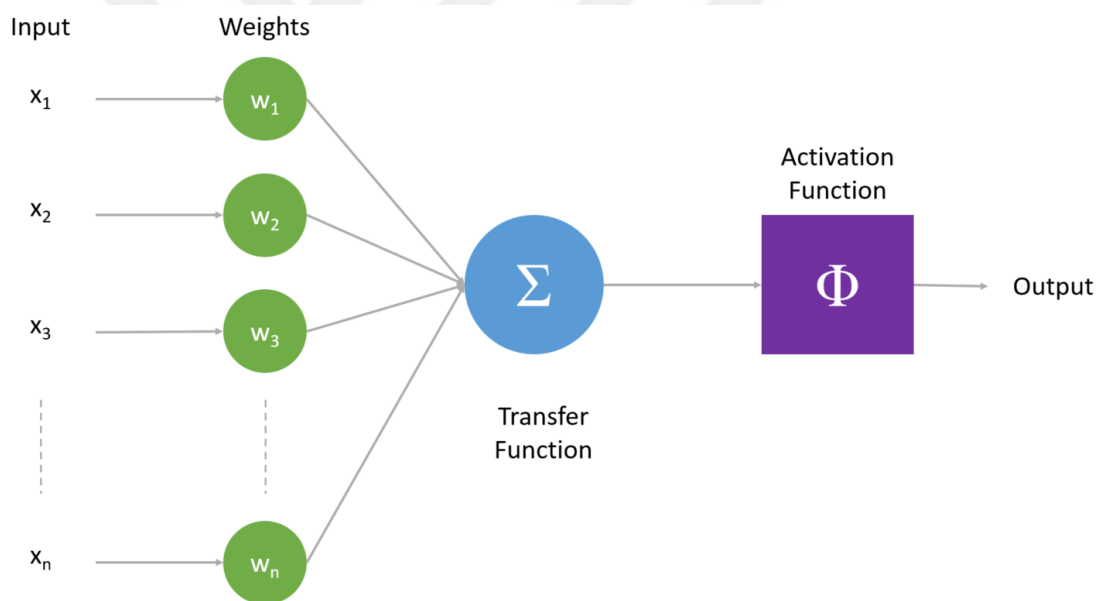 Input
Weights
x₁
w₁
x₂
w₂
x₃
w₃
xₙ
wₙ
Σ
Transfer
Function
Activation
Function
Φ
Output